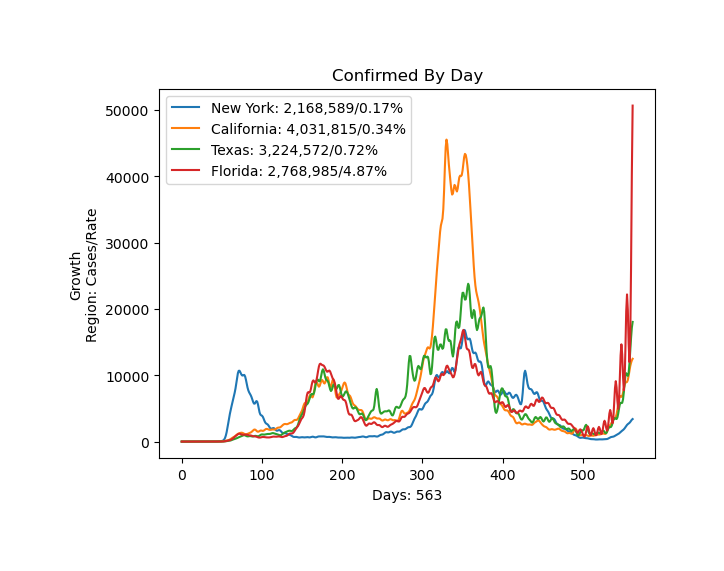 Confirmed By Day
New York: 2,168,589/0.17%
California: 4,031,815/0.34%
Texas: 3,224,572/0.72%
Florida: 2,768,985/4.87%
Growth
Region: Cases/Rate
50000
40000
30000
20000
10000
0
0 100 200 300 400 500
Days: 563